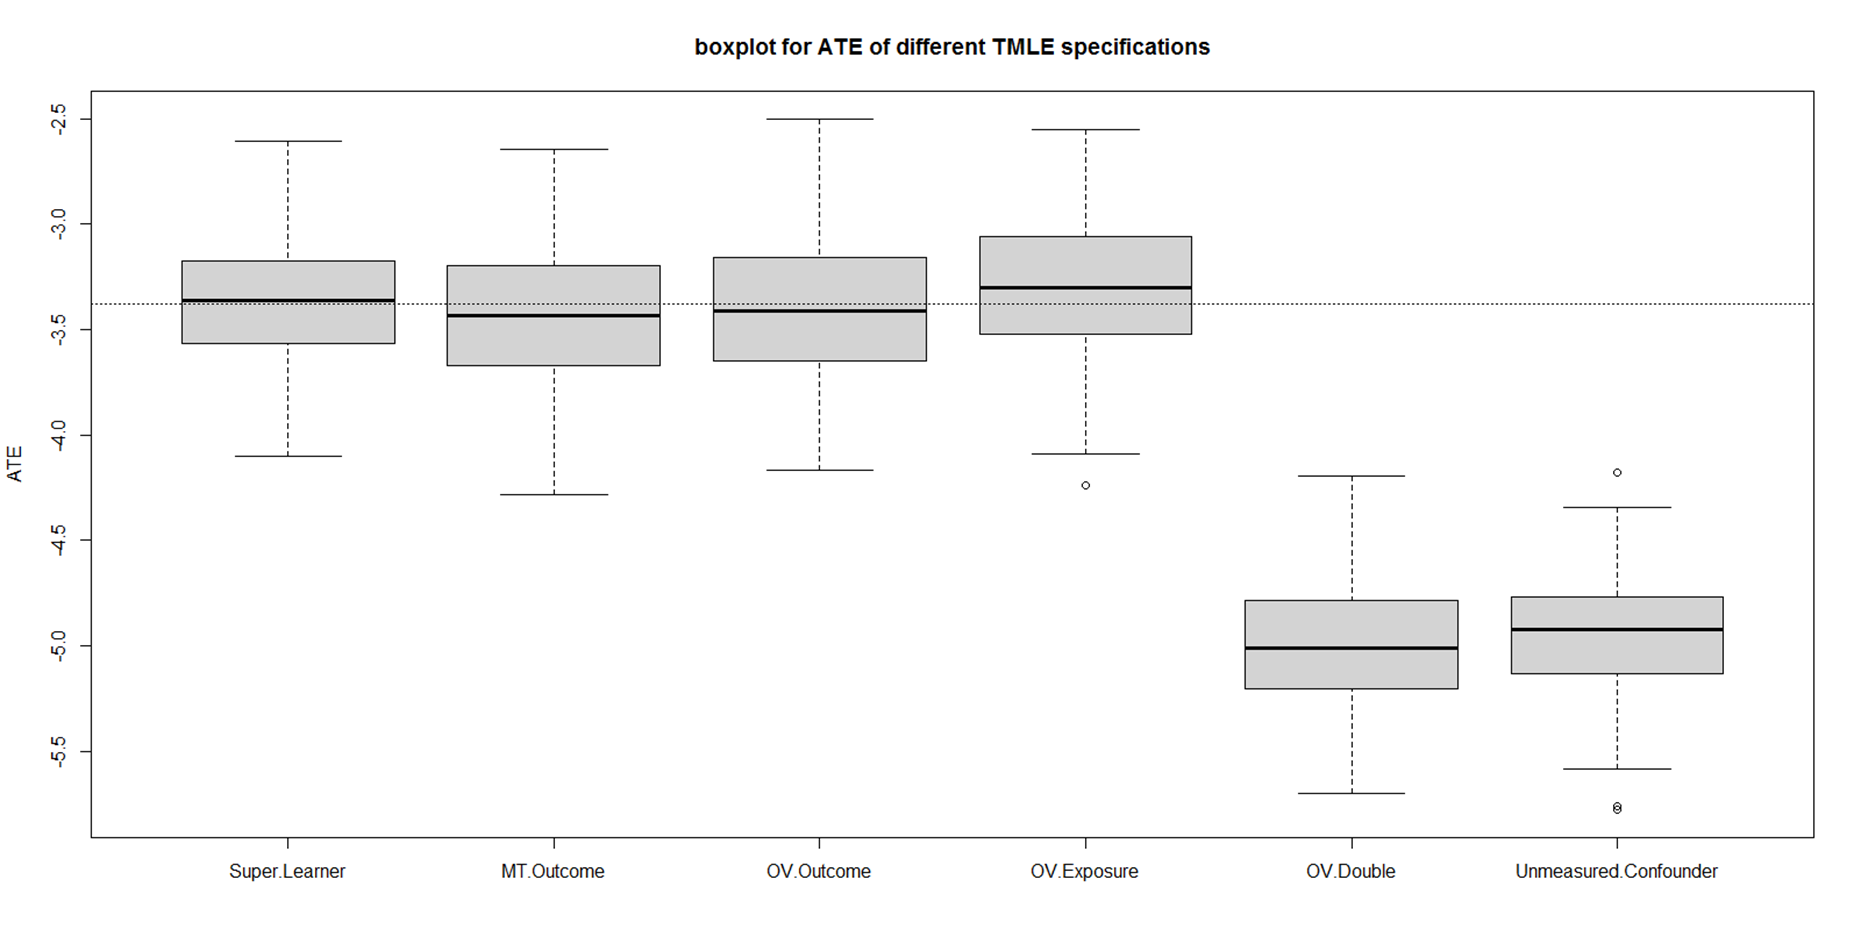 boxplot for ATE of different TMLE specifications
ATE
-2.5
-3.0
-3.5
-4.0
-4.5
-5.0
-5.5
Super.Learner MT.Outcome OV.Outcome OV.Exposure OV.Double Unmeasured.Confounder